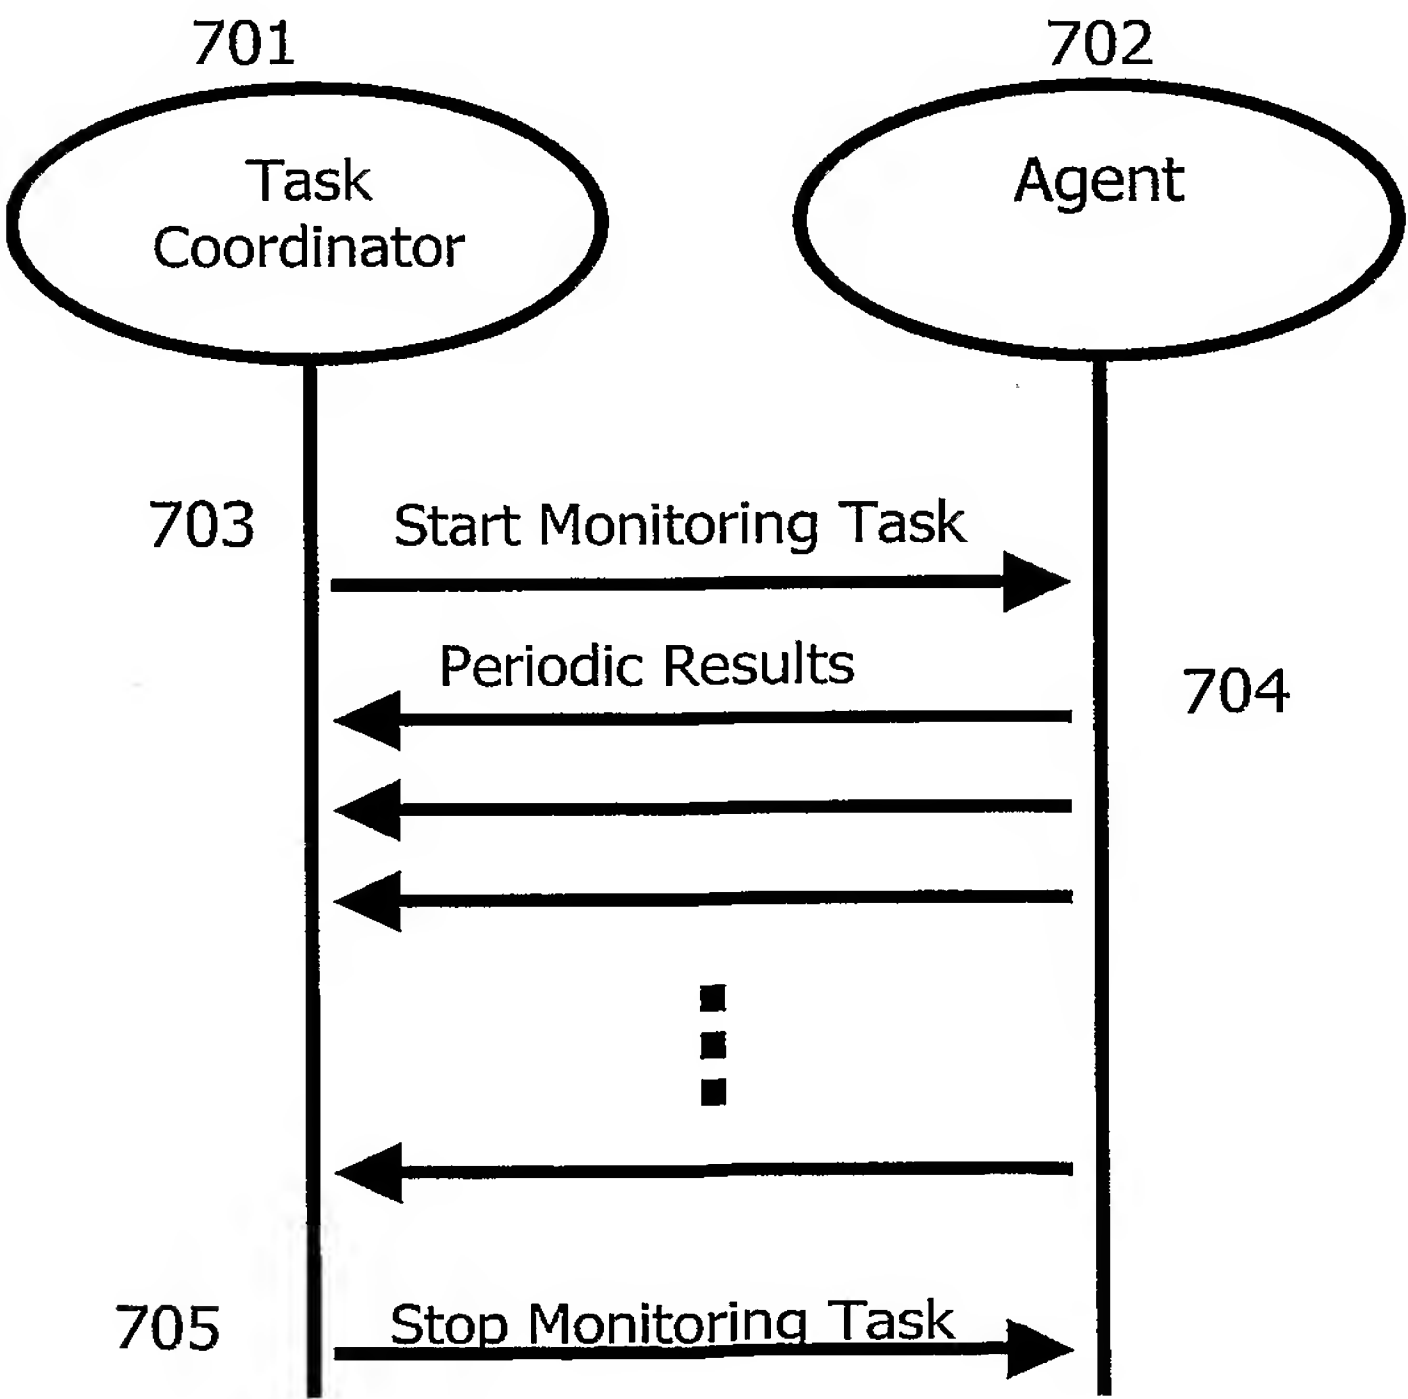 701
702
Task
Coordinator
Agent
703
Start Monitoring Task
Periodic Results
704
705
Stop Monitoring Task